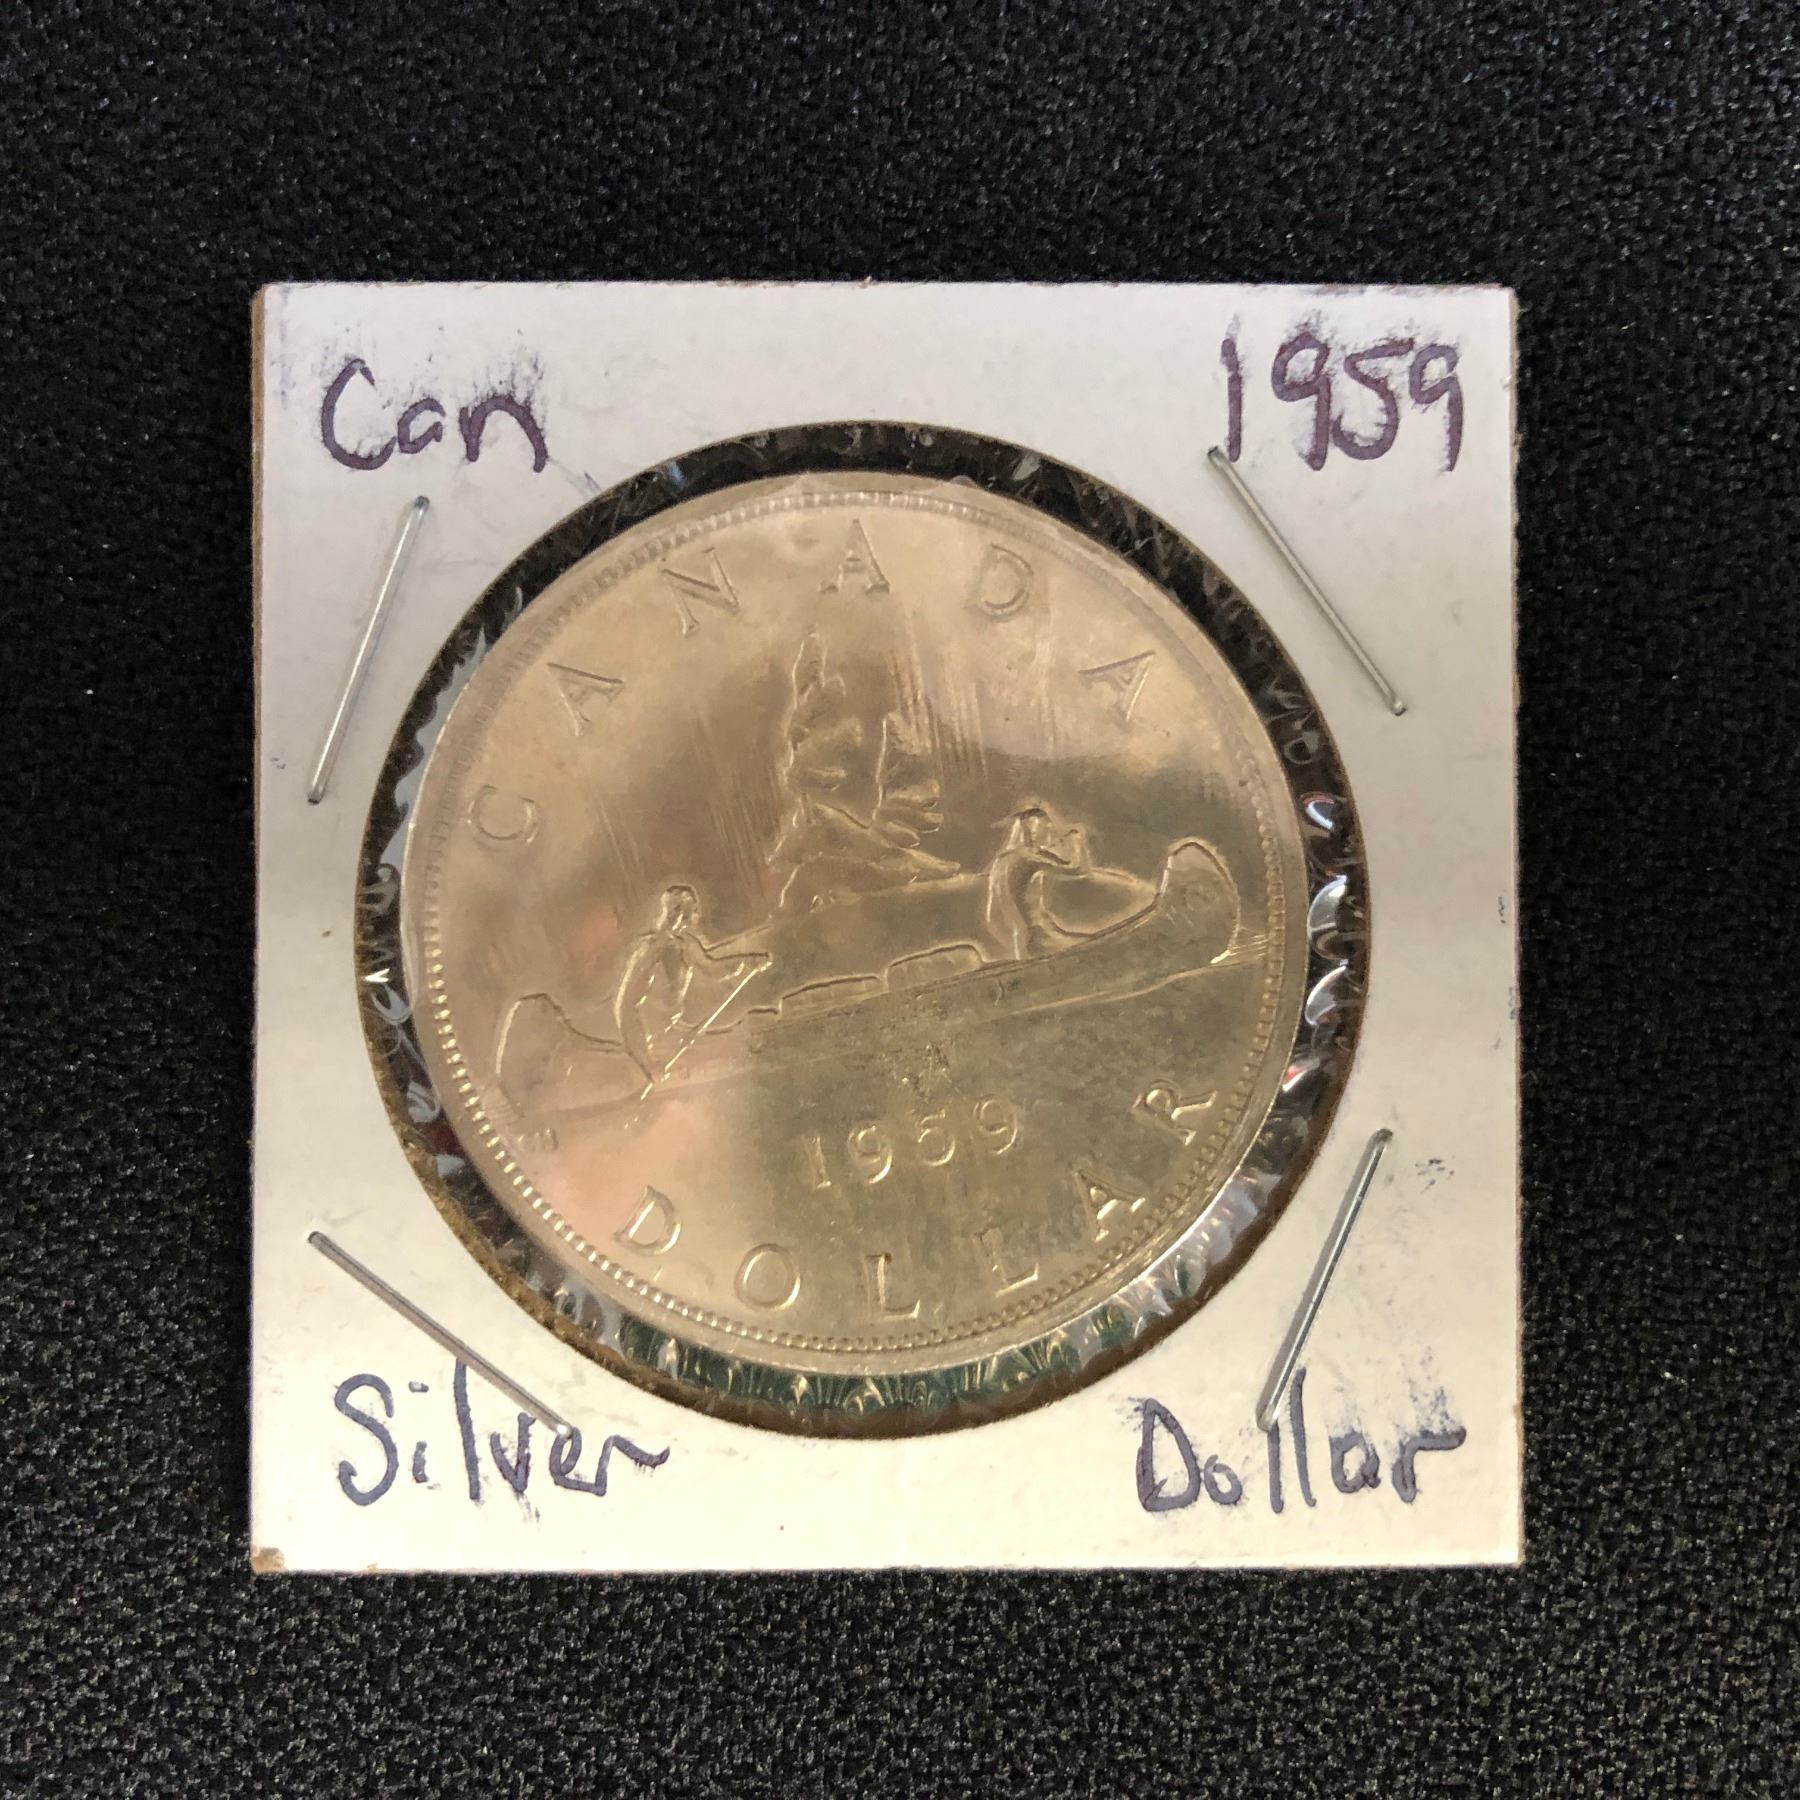 Can 1959
CANADA
1959
DOLLAR
Silver Dollar